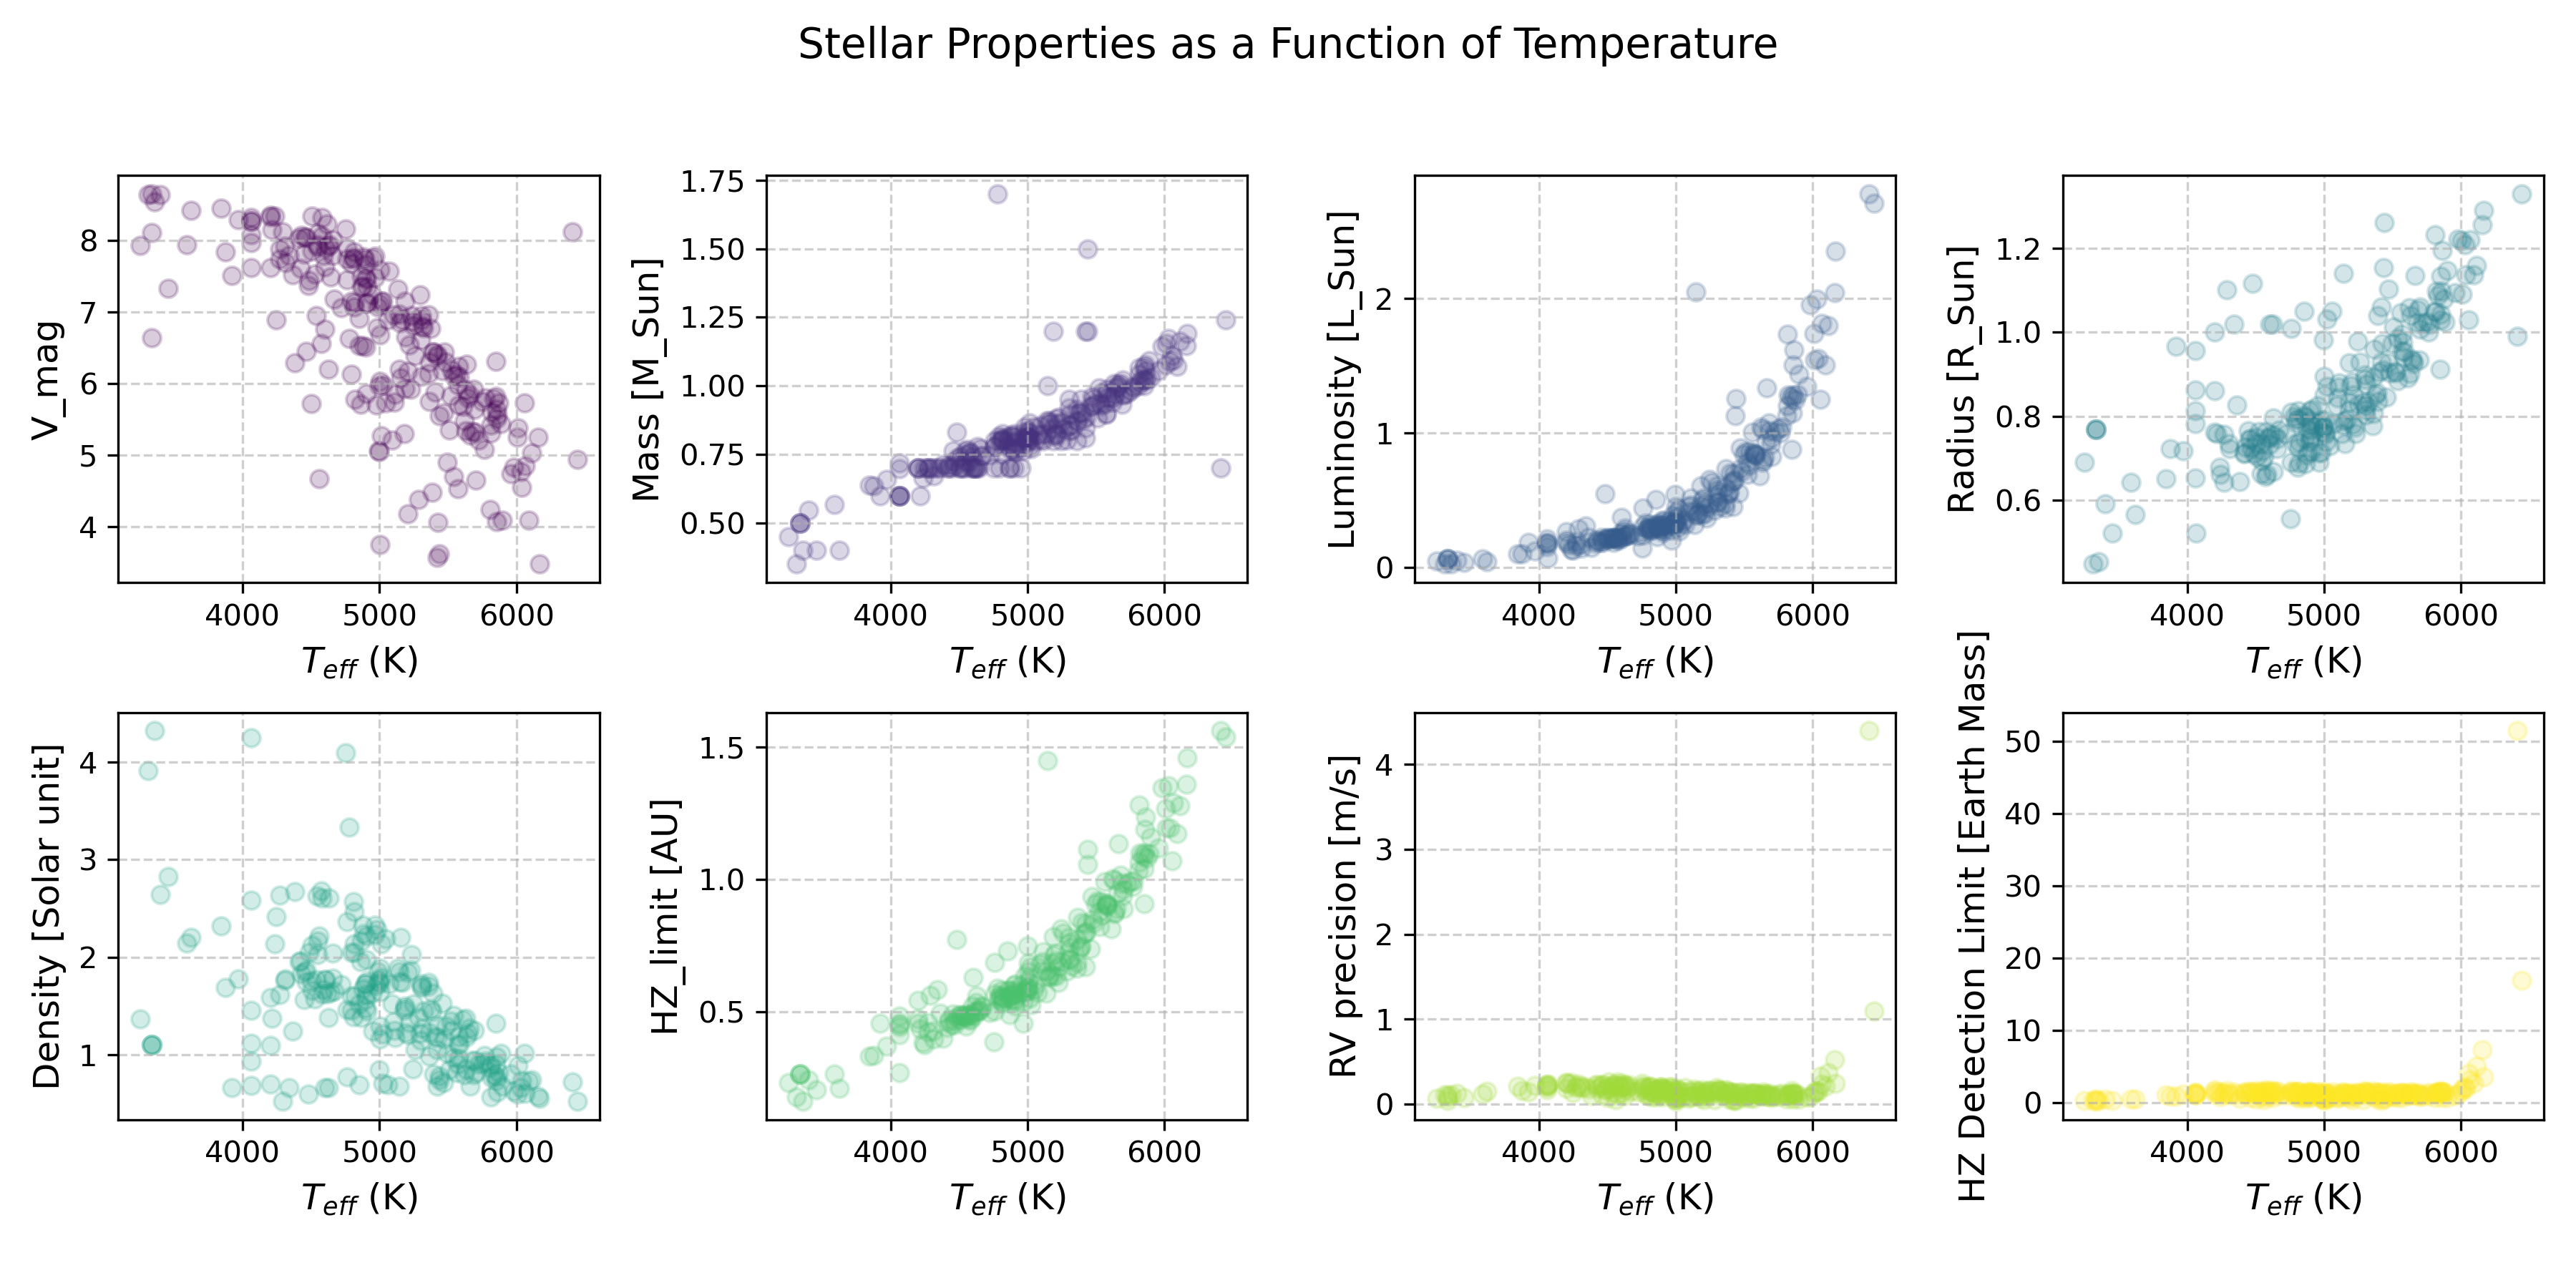 Stellar Properties as a Function of Temperature
V_mag
8
7
6
5
4
4000 5000 6000
T_eff (K)
Mass [M_Sun]
1.75
1.50
1.25
1.00
0.75
0.50
4000 5000 6000
T_eff (K)
Luminosity [L_Sun]
2
1
0
4000 5000 6000
T_eff (K)
Radius [R_Sun]
1.2
1.0
0.8
0.6
4000 5000 6000
T_eff (K)
Density [Solar unit]
4
3
2
1
4000 5000 6000
T_eff (K)
HZ_limit [AU]
1.5
1.0
0.5
4000 5000 6000
T_eff (K)
RV precision [m/s]
4
3
2
1
0
4000 5000 6000
T_eff (K)
HZ Detection Limit [Earth Mass]
50
40
30
20
10
0
4000 5000 6000
T_eff (K)